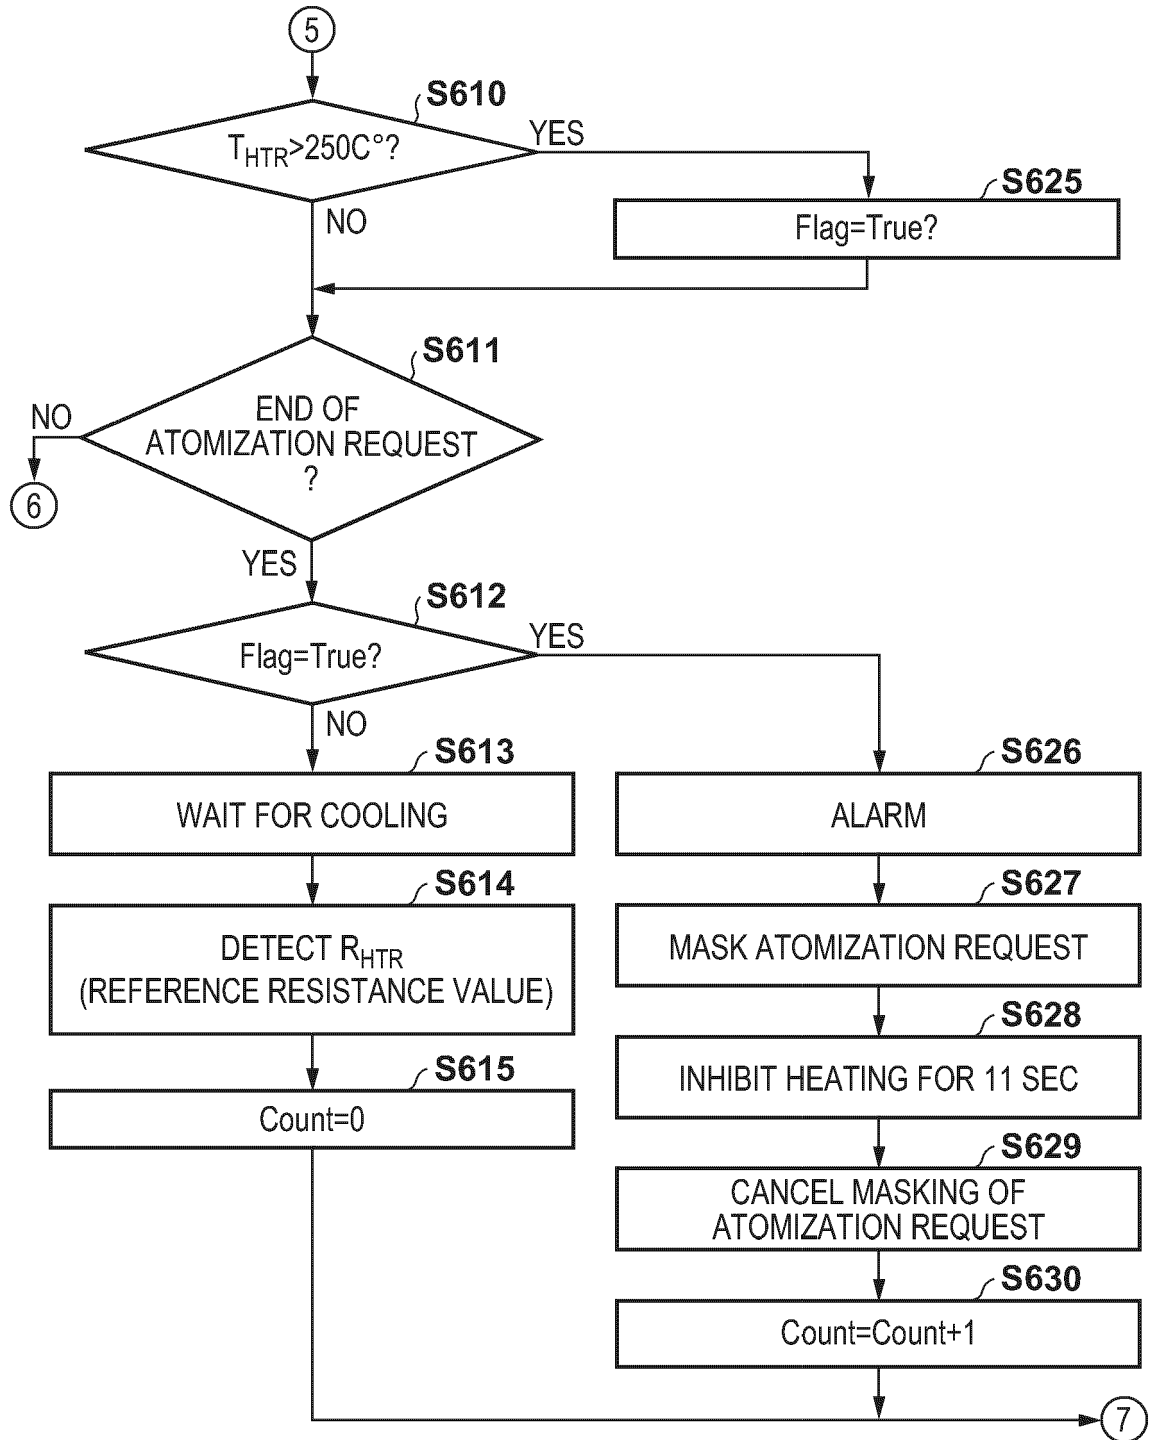 5
S610
T_HTR>250C°?
YES
NO
S625
Flag=True?
S611
END OF
ATOMIZATION REQUEST
?
NO
6
YES
S612
Flag=True?
YES
NO
S613
WAIT FOR COOLING
S614
DETECT R_HTR
(REFERENCE RESISTANCE VALUE)
S615
Count=0
S626
ALARM
S627
MASK ATOMIZATION REQUEST
S628
INHIBIT HEATING FOR 11 SEC
S629
CANCEL MASKING OF
ATOMIZATION REQUEST
S630
Count=Count+1
7